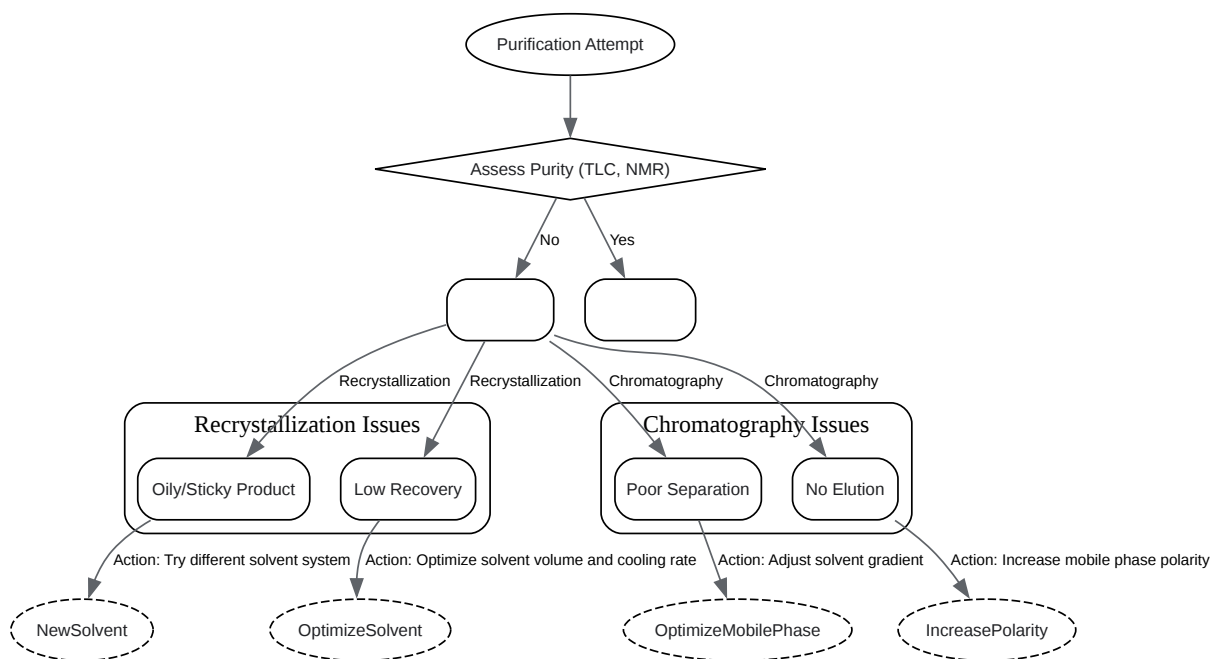 Purification Attempt
Assess Purity (TLC, NMR)
No
Yes
Recrystallization
Recrystallization
Chromatography
Chromatography
Recrystallization Issues
Chromatography Issues
Oily/Sticky Product
Low Recovery
Poor Separation
No Elution
Action: Try different solvent system
Action: Optimize solvent volume and cooling rate
Action: Adjust solvent gradient
Action: Increase mobile phase polarity
NewSolvent
OptimizeSolvent
OptimizeMobilePhase
IncreasePolarity